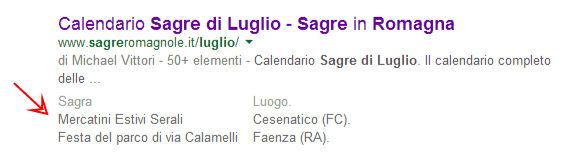 Calendario Sagre di Luglio - Sagre in Romagna
www.sagreromagnole.it/luglio/
di Michael Vittori - 50+ elementi - Calendario Sagre di Luglio. Il calendario completo
delle ...
Sagra Luogo.
Mercatini Estivi Serali Cesenatico (FC).
Festa del parco di via Calamelli Faenza (RA).